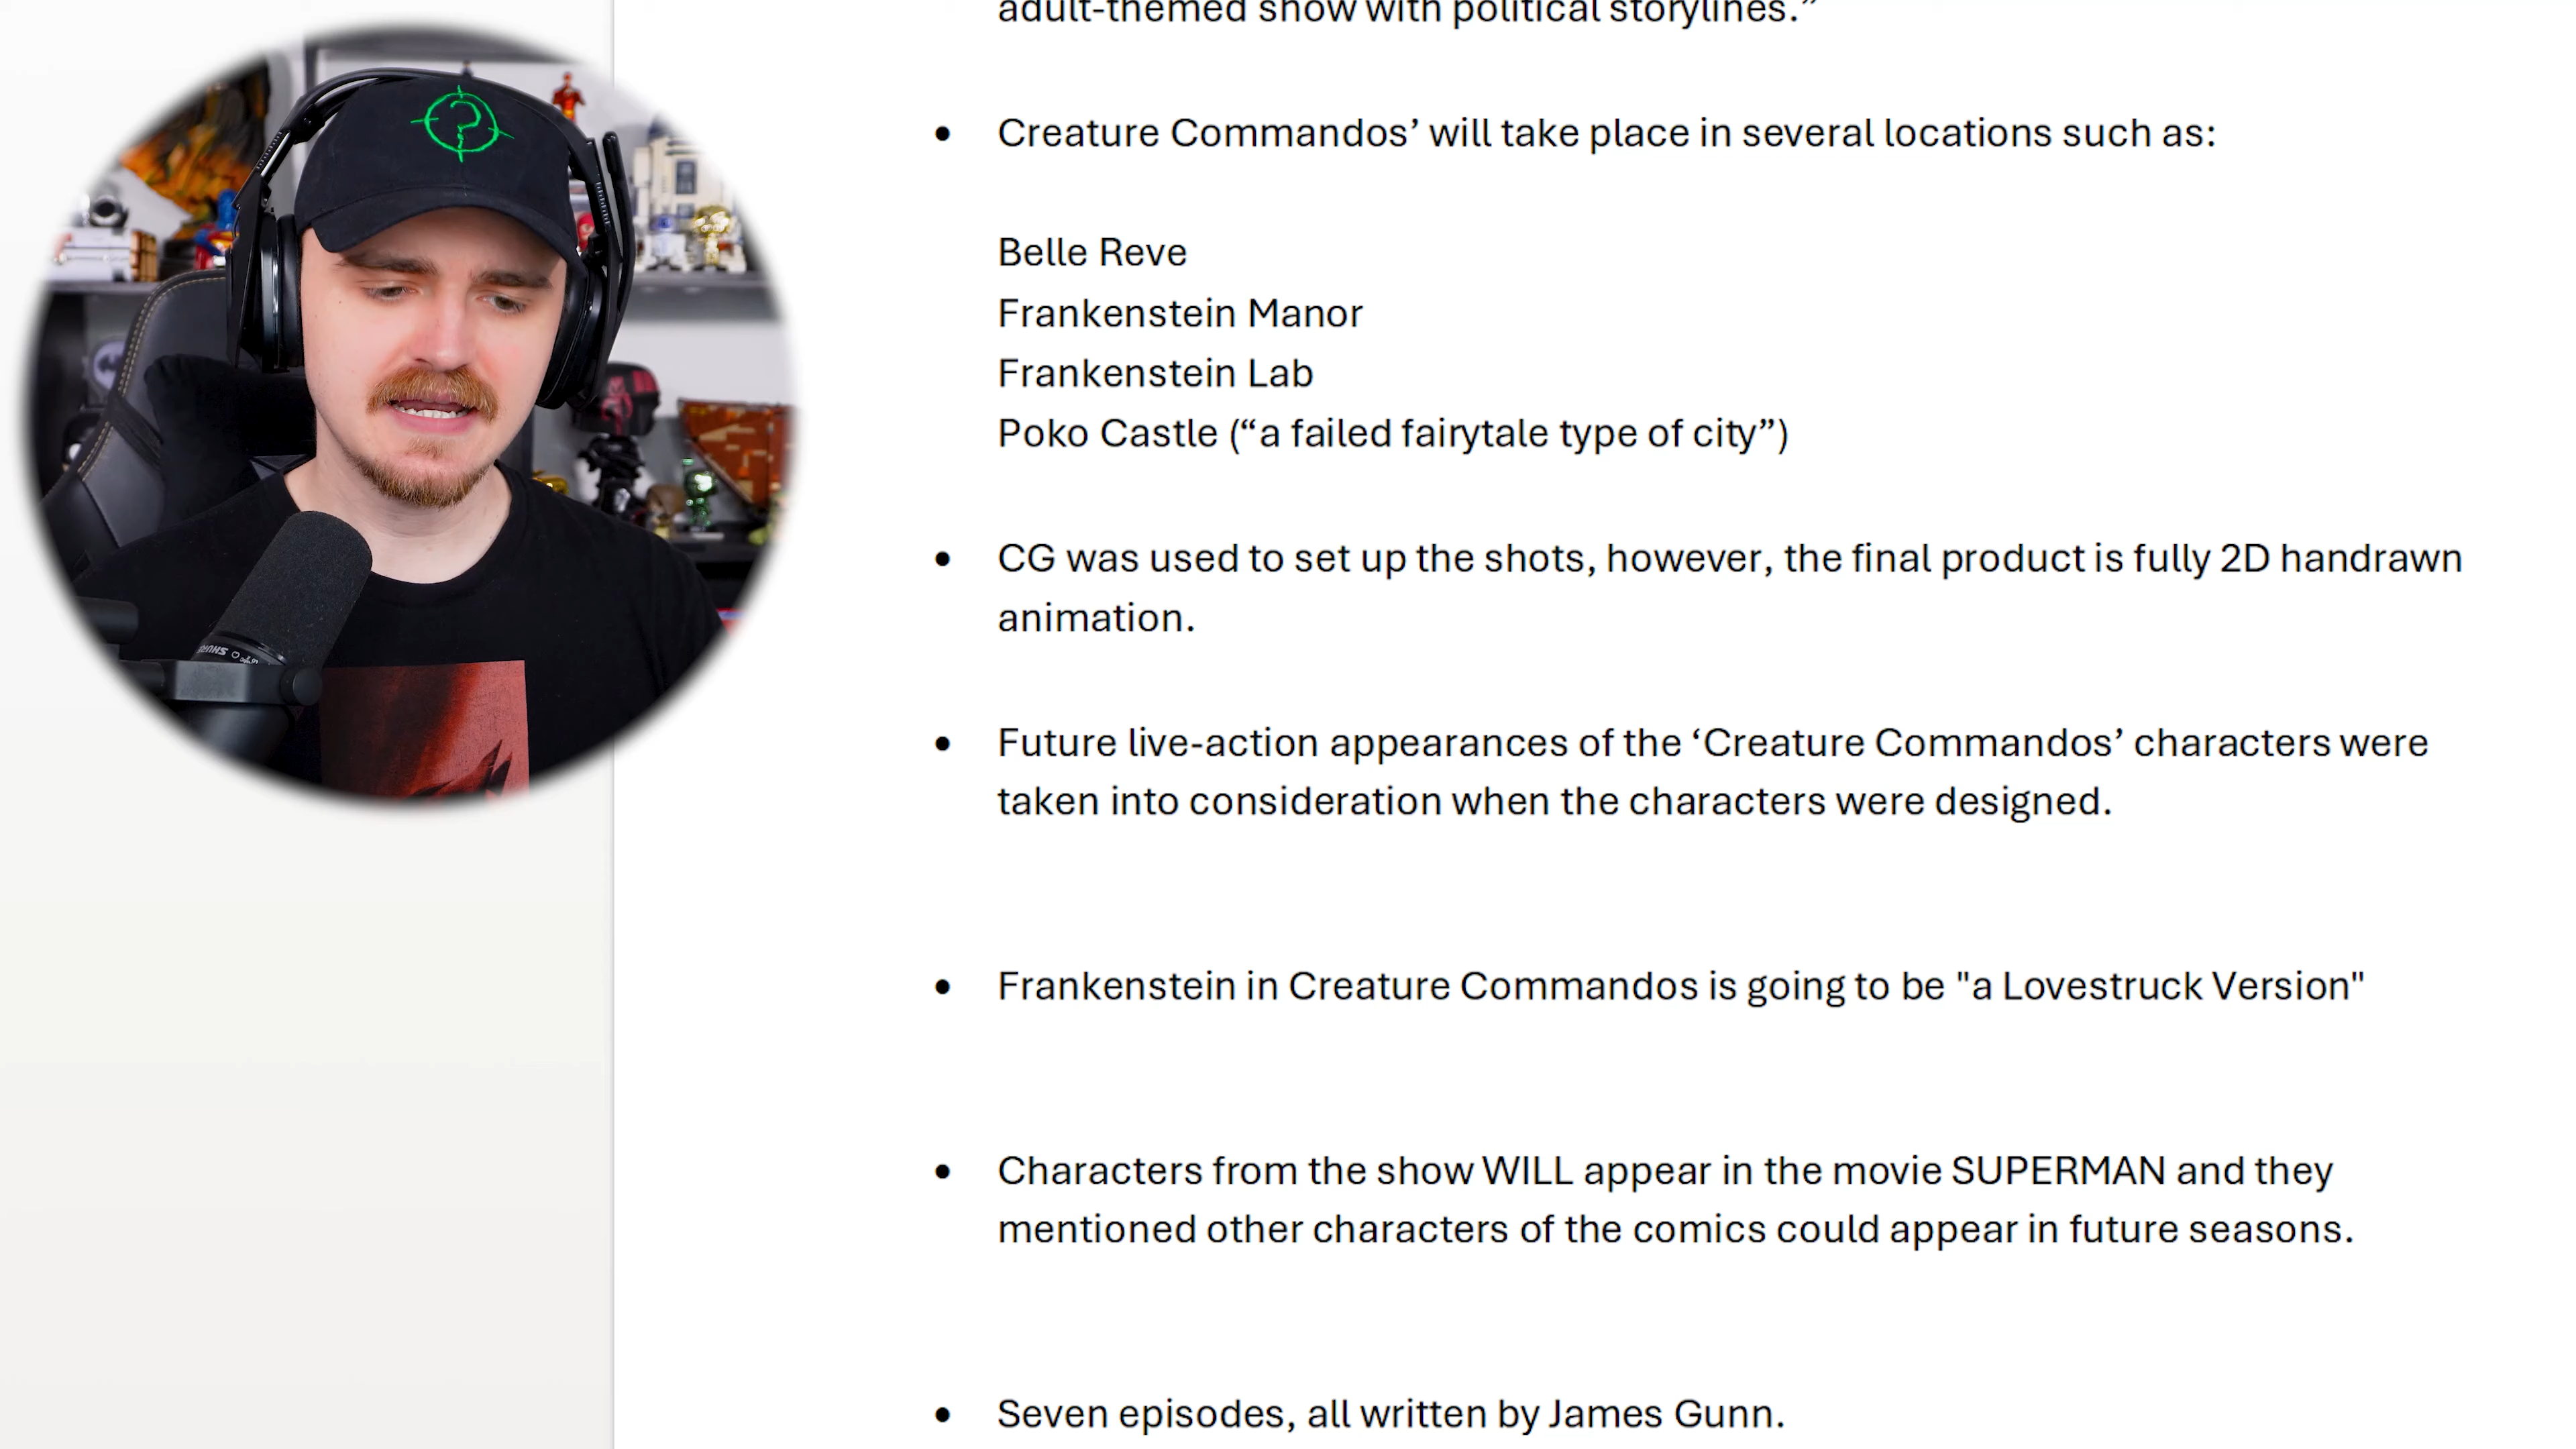 adult-themed show with political storylines.”
• Creature Commandos’ will take place in several locations such as:
Belle Reve
Frankenstein Manor
Frankenstein Lab
Poko Castle (“a failed fairytale type of city”)
• CG was used to set up the shots, however, the final product is fully 2D handrawn
animation.
• Future live-action appearances of the ‘Creature Commandos’ characters were
taken into consideration when the characters were designed.
• Frankenstein in Creature Commandos is going to be "a Lovestruck Version"
• Characters from the show WILL appear in the movie SUPERMAN and they
mentioned other characters of the comics could appear in future seasons.
• Seven episodes, all written by James Gunn.
?
SHURE